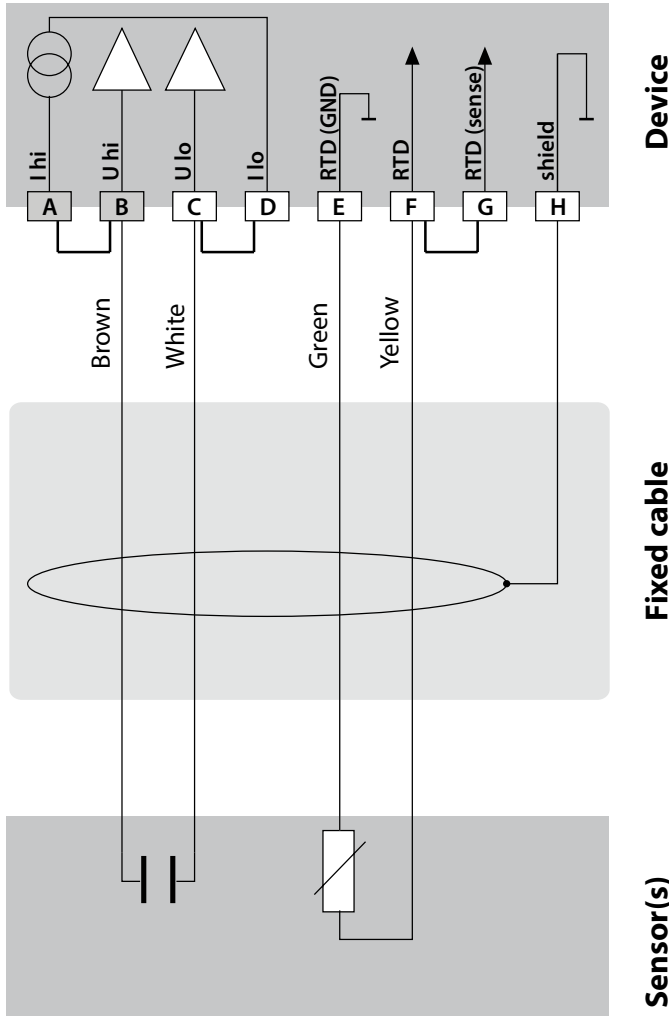 I hi
U hi
U lo
I lo
RTD (GND)
RTD
RTD (sense)
shield
Device
A
B
C
D
E
F
G
H
Brown
White
Green
Yellow
Fixed cable
Sensor(s)